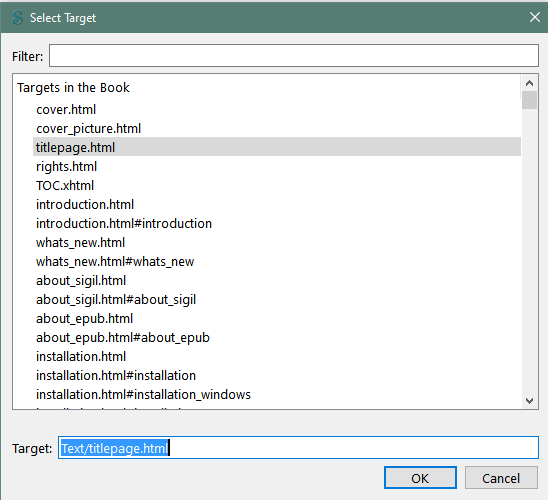 Select Target
Filter:
Targets in the Book
cover.html
cover_picture.html
titlepage.html
rights.html
TOC.xhtml
introduction.html
introduction.html#introduction
whats_new.html
whats_new.html#whats_new
about_sigil.html
about_sigil.html#about_sigil
about_epub.html
about_epub.html#about_epub
installation.html
installation.html#installation
installation.html#installation_windows
Target: Text/titlepage.html
OK Cancel